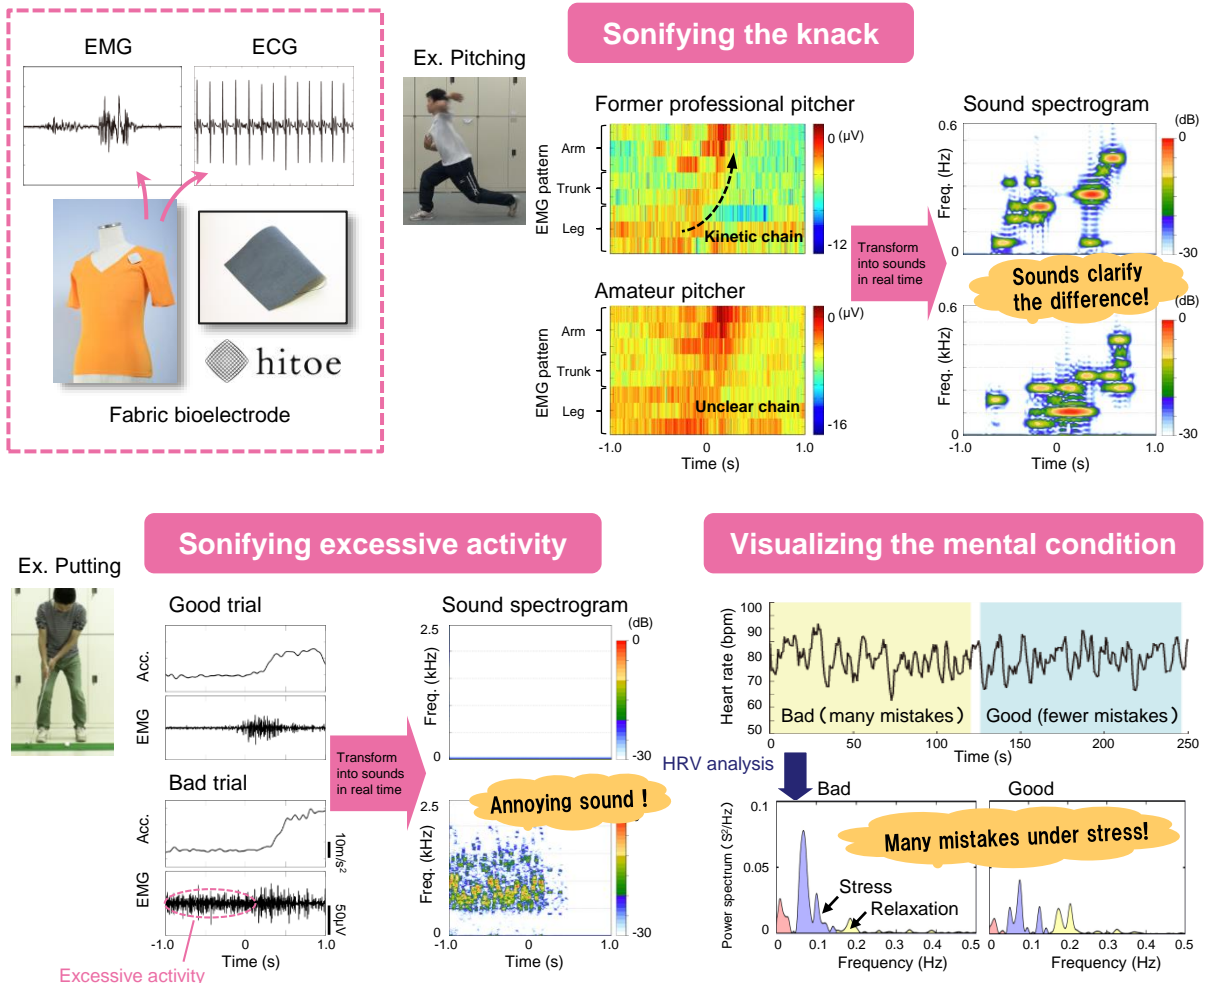 EMG
ECG
hitoe
Fabric bioelectrode
Sonifying the knack
Ex. Pitching
Former professional pitcher
EMG pattern
Arm
Trunk
Leg
Kinetic chain
0 (μV)
-12
Amateur pitcher
EMG pattern
Arm
Trunk
Leg
Unclear chain
0 (μV)
-16
-1.0 0 1.0
Time (s)
Transform
into sounds
in real time
Sound spectrogram
(dB)
0.6
Freq. (Hz)
0
0
-30
Sounds clarify
the difference!
(dB)
0.6
Freq. (kHz)
0
0
-30
-1.0 0 1.0
Time (s)
Sonifying excessive activity
Ex. Putting
Good trial
Acc.
EMG
Bad trial
Acc.
10m/s²
EMG
50μV
-1.0 0 1.0
Time (s)
Excessive activity
Transform
into sounds
in real time
Sound spectrogram
(dB)
2.5
Freq. (kHz)
0
0
-30
Annoying sound !
2.5
Freq. (kHz)
0
-30
-1.0 0 1.0
Time (s)
Visualizing the mental condition
Heart rate (bpm)
100
90
80
70
60
50
Bad (many mistakes)
Good (fewer mistakes)
0 50 100 150 200 250
Time (s)
HRV analysis
Bad
Good
Power spectrum (S²/Hz)
0.1
0.05
0
Many mistakes under stress!
Stress
Relaxation
0 0.1 0.2 0.3 0.4 0.5
Frequency (Hz)
0 0.1 0.2 0.3 0.4 0.5
Frequency (Hz)